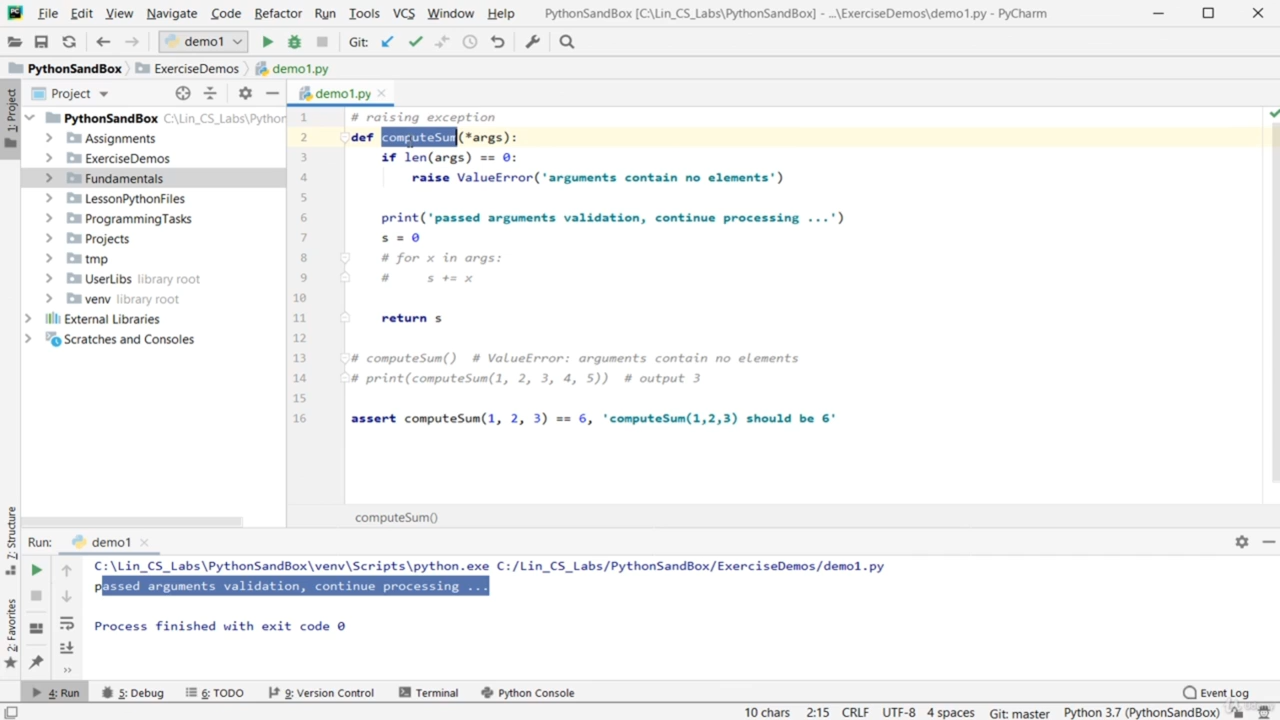 File Edit View Navigate Code Refactor Run Tools VCS Window Help PythonSandBox [C:\Lin_CS_Labs\PythonSandBox] - ...\ExerciseDemos\demo1.py - PyCharm
demo1 Git:
PythonSandBox ExerciseDemos demo1.py
1: Project
Project
demo1.py
PythonSandBox C:\Lin_CS_Labs\Python
Assignments
ExerciseDemos
Fundamentals
LessonPythonFiles
ProgrammingTasks
Projects
tmp
UserLibs library root
venv library root
External Libraries
Scratches and Consoles
1 # raising exception
2 def computeSum(*args):
3 if len(args) == 0:
4 raise ValueError('arguments contain no elements')
5
6 print('passed arguments validation, continue processing ...')
7 s = 0
8 # for x in args:
9 # s += x
10
11 return s
12
13 # computeSum() # ValueError: arguments contain no elements
14 # print(computeSum(1, 2, 3, 4, 5)) # output 3
15
16 assert computeSum(1, 2, 3) == 6, 'computeSum(1,2,3) should be 6'
computeSum()
7: Structure
2: Favorites
Run: demo1
C:\Lin_CS_Labs\PythonSandBox\venv\Scripts\python.exe C:/Lin_CS_Labs/PythonSandBox/ExerciseDemos/demo1.py
passed arguments validation, continue processing ...
Process finished with exit code 0
4: Run 5: Debug 6: TODO 9: Version Control Terminal Python Console Event Log
10 chars 2:15 CRLF UTF-8 4 spaces Git: master Python 3.7 (PythonSandBox)